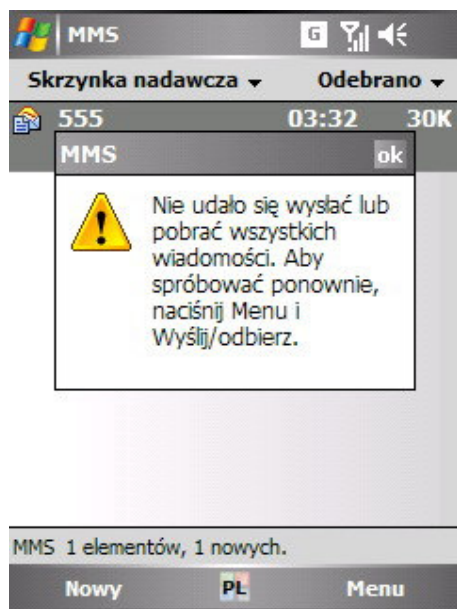 MMS G
Skrzynka nadawcza Odebrano
555 03:32 30K
MMS ok
Nie udało się wysłać lub
pobrać wszystkich
wiadomości. Aby
spróbować ponownie,
naciśnij Menu i
Wyślij/odbierz.
MMS 1 elementów, 1 nowych.
Nowy PL Menu